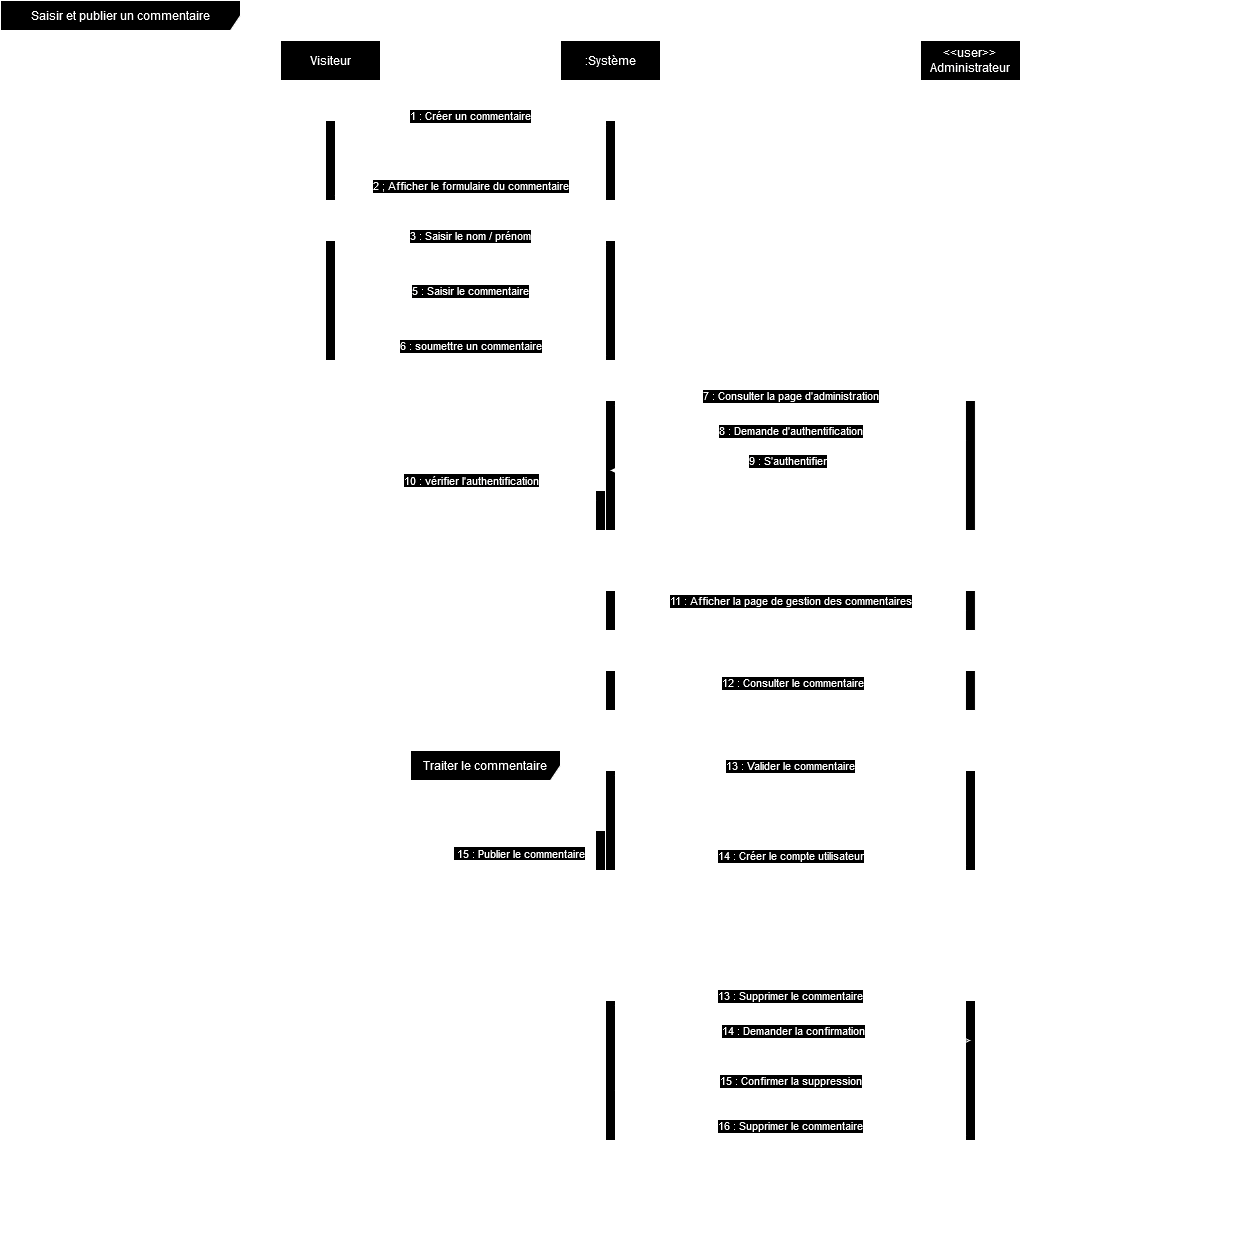 Saisir et publier un commentaire
Visiteur
:Système
<<user>>
Administrateur
1 : Créer un commentaire
2 ; Afficher le formulaire du commentaire
3 : Saisir le nom / prénom
5 : Saisir le commentaire
6 : soumettre un commentaire
7 : Consulter la page d'administration
8 : Demande d'authentification
9 : S'authentifier
10 : vérifier l'authentification
11 : Afficher la page de gestion des commentaires
12 : Consulter le commentaire
Traiter le commentaire
13 : Valider le commentaire
15 : Publier le commentaire
14 : Créer le compte utilisateur
13 : Supprimer le commentaire
14 : Demander la confirmation
15 : Confirmer la suppression
16 : Supprimer le commentaire